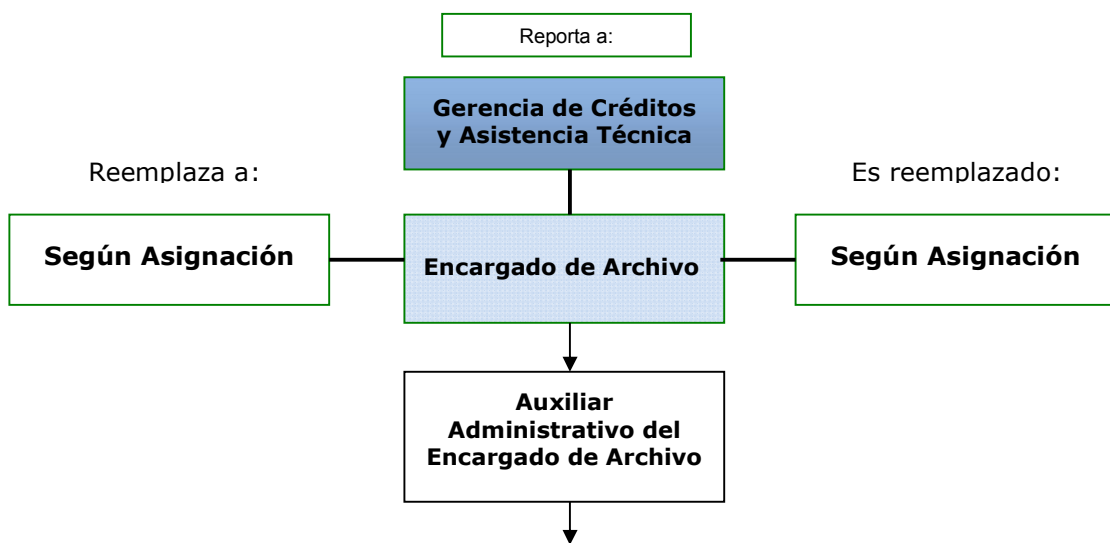 Reporta a:
Gerencia de Créditos
y Asistencia Técnica
Reemplaza a:
Es reemplazado:
Según Asignación
Encargado de Archivo
Según Asignación
Auxiliar
Administrativo del
Encargado de Archivo